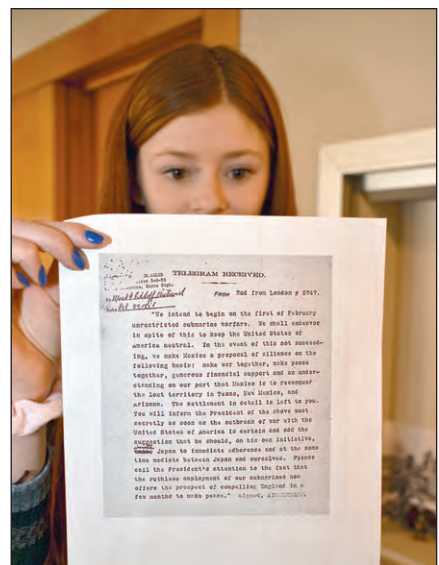 TELEGRAM RECEIVED.
FROM 2nd from London # 5747.
"We intend to begin on the first of February
unrestricted submarine warfare. We shall endeavor
in spite of this to keep the United States of
America neutral. In the event of this not succeed-
ing, we make Mexico a proposal of alliance on the
following basis: make war together, make peace
together, generous financial support and an under-
standing on our part that Mexico is to reconquer
the lost territory in Texas, New Mexico, and
Arizona. The settlement in detail is left to you.
You will inform the President of the above most
secretly as soon as the outbreak of war with the
United States of America is certain and add the
suggestion that he should, on his own initiative,
Japan to immediate adherence and at the same
time mediate between Japan and ourselves. Please
call the President's attention to the fact that
the ruthless employment of our submarines now
offers the prospect of compelling England in a
few months to make peace." Signed, ZIMMERMANN.